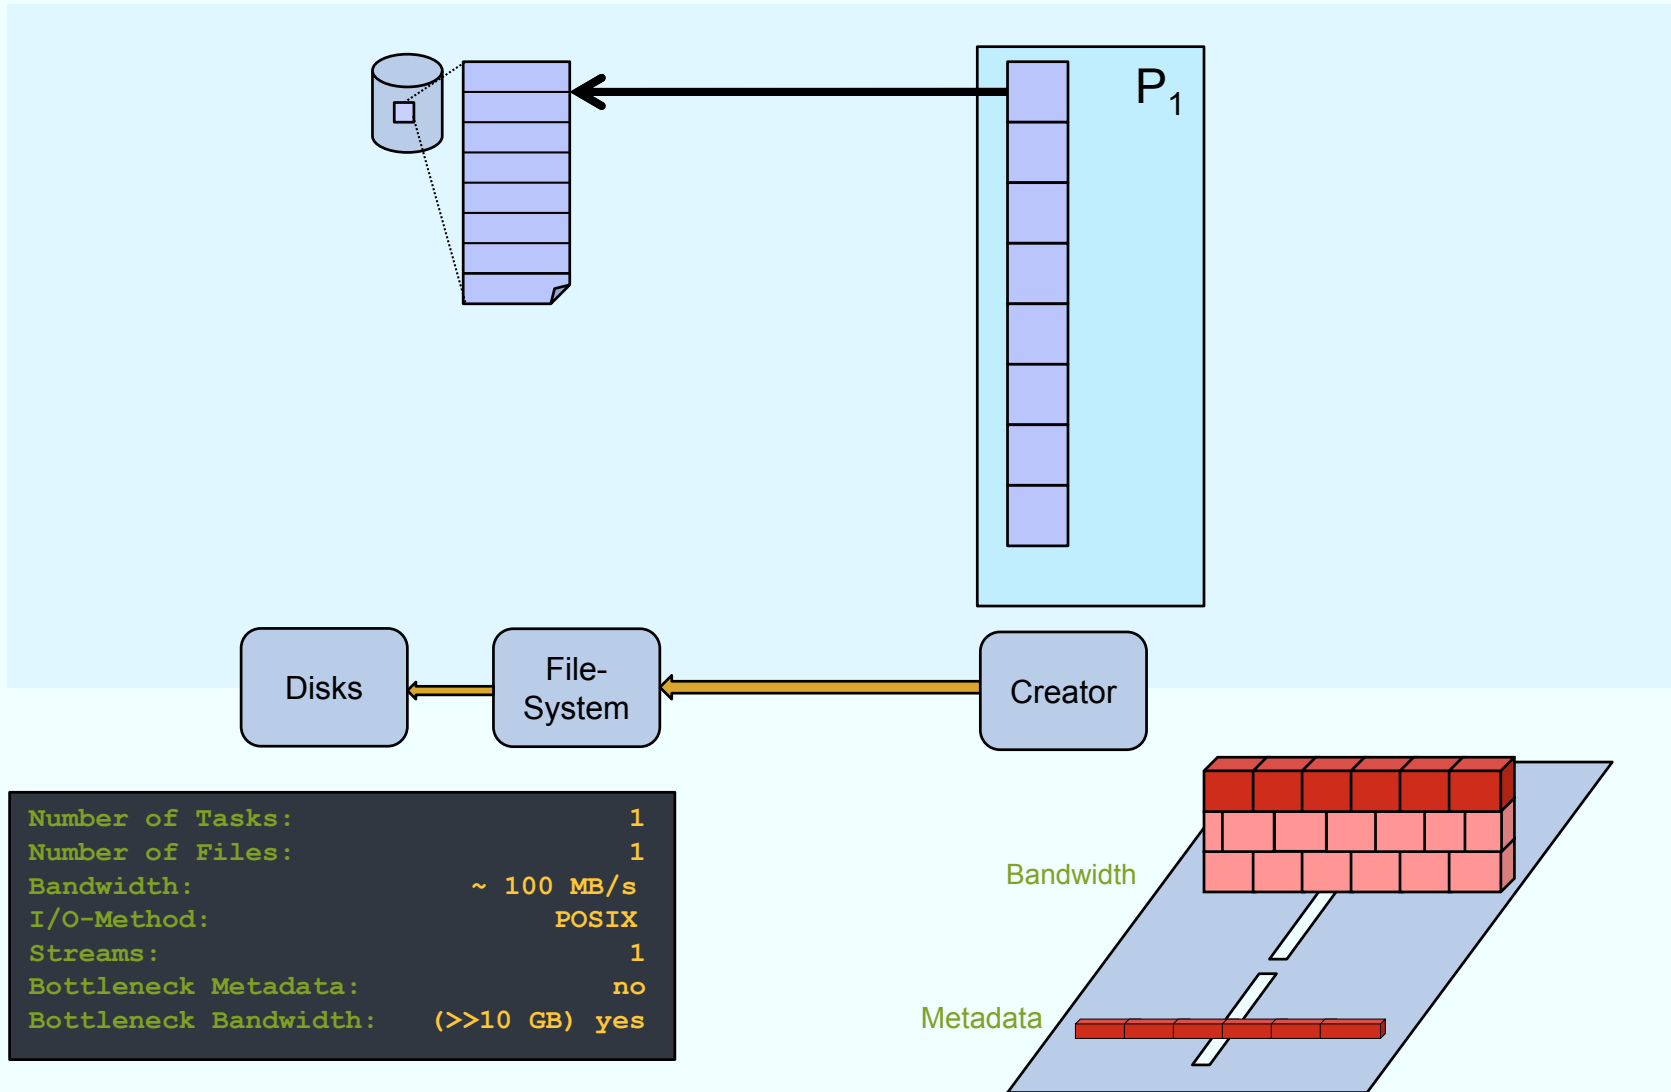 P1
Disks
File-
System
Creator
Number of Tasks: 1
Number of Files: 1
Bandwidth: ~ 100 MB/s
I/O-Method: POSIX
Streams: 1
Bottleneck Metadata: no
Bottleneck Bandwidth: (>>10 GB) yes
Bandwidth
Metadata